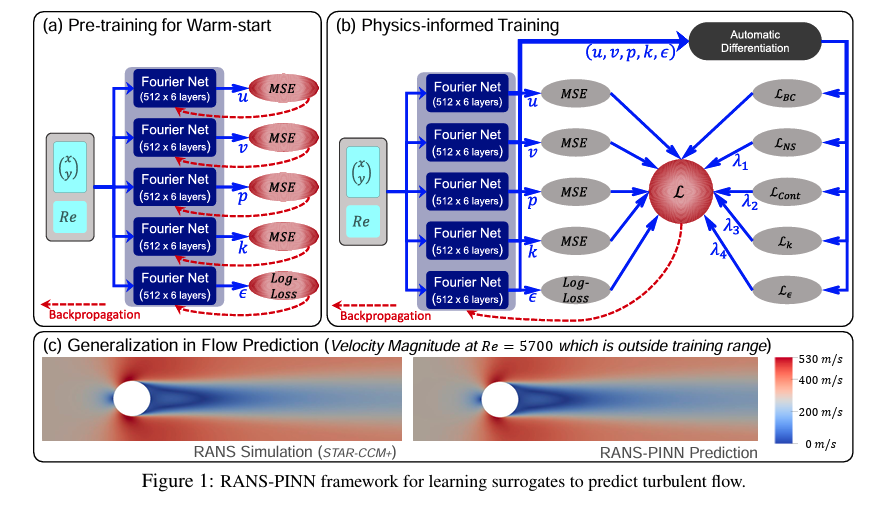 (a) Pre-training for Warm-start
(x y)
Re
Fourier Net
(512 x 6 layers)
u
MSE
Fourier Net
(512 x 6 layers)
v
MSE
Fourier Net
(512 x 6 layers)
p
MSE
Fourier Net
(512 x 6 layers)
k
MSE
Fourier Net
(512 x 6 layers)
ϵ
Log-
Loss
Backpropagation
(b) Physics-informed Training
(x y)
Re
Fourier Net
(512 x 6 layers)
u
MSE
Fourier Net
(512 x 6 layers)
v
MSE
Fourier Net
(512 x 6 layers)
p
MSE
Fourier Net
(512 x 6 layers)
k
MSE
Fourier Net
(512 x 6 layers)
ϵ
Log-
Loss
Backpropagation
(u, v, p, k, ϵ)
Automatic
Differentiation
ℒ
ℒ_BC
ℒ_NS
λ₁
ℒ_Cont
λ₂
ℒ_k
λ₃
ℒ_ϵ
λ₄
(c) Generalization in Flow Prediction (Velocity Magnitude at Re = 5700 which is outside training range)
RANS Simulation (STAR-CCM+)
RANS-PINN Prediction
530 m/s
400 m/s
200 m/s
0 m/s
Figure 1: RANS-PINN framework for learning surrogates to predict turbulent flow.